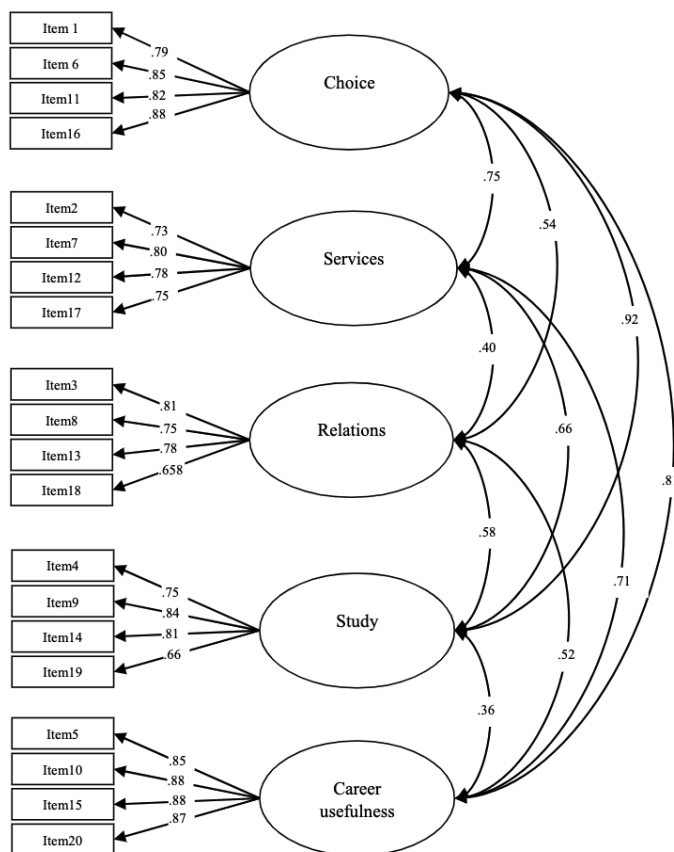 Item 1
.79
Item 6
.85
Choice
Item11
.82
Item16
.88
.75
.54
Item2
.73
Item7
.80
Services
Item12
.78
Item17
.75
.92
.40
Item3
.81
Item8
.75
Relations
.66
Item13
.78
Item18
.658
.58
Item4
.75
.71
Item9
.84
Study
Item14
.81
.52
Item19
.66
.36
Item5
.85
Item10
.88
Career
usefulness
Item15
.88
Item20
.87